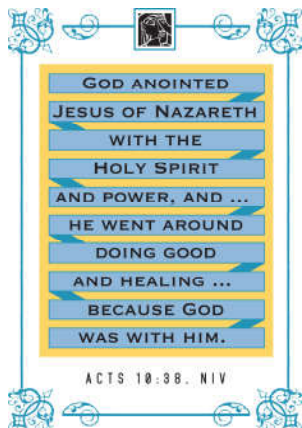 GOD ANOINTED
JESUS OF NAZARETH
WITH THE
HOLY SPIRIT
AND POWER, AND ...
HE WENT AROUND
DOING GOOD
AND HEALING ...
BECAUSE GOD
WAS WITH HIM.
ACTS 10:38, NIV